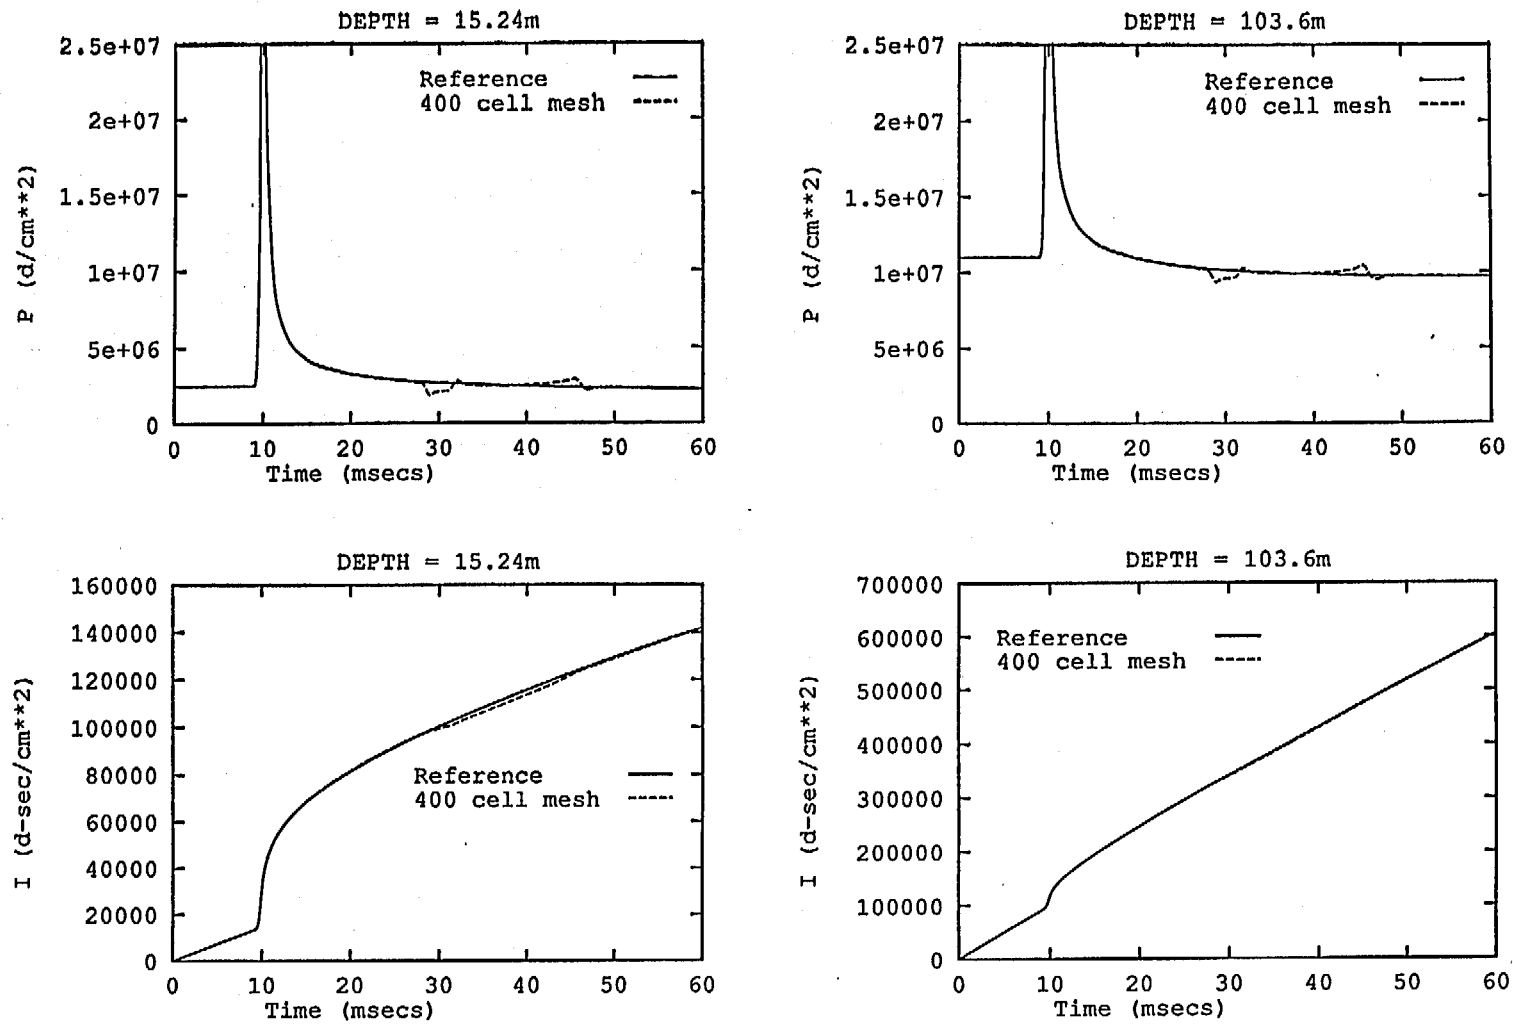 DEPTH = 15.24m
2.5e+07
2e+07
1.5e+07
1e+07
5e+06
0
P (d/cm**2)
Reference
400 cell mesh
0 10 20 30 40 50 60
Time (msecs)
DEPTH = 103.6m
2.5e+07
2e+07
1.5e+07
1e+07
5e+06
0
P (d/cm**2)
Reference
400 cell mesh
0 10 20 30 40 50 60
Time (msecs)
DEPTH = 15.24m
160000
140000
120000
100000
80000
60000
40000
20000
0
I (d-sec/cm**2)
Reference
400 cell mesh
0 10 20 30 40 50 60
Time (msecs)
DEPTH = 103.6m
700000
600000
500000
400000
300000
200000
100000
0
I (d-sec/cm**2)
Reference
400 cell mesh
0 10 20 30 40 50 60
Time (msecs)